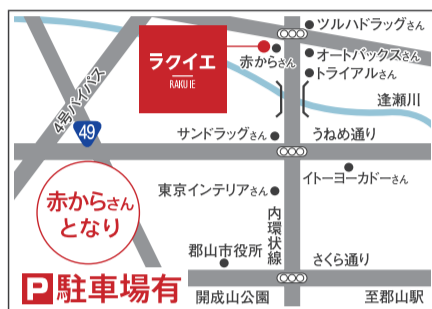 ツルハドラッグさん
ラクイエ
RAKU IE
赤からさん
オートバックスさん
トライアルさん
4号バイパス
逢瀬川
49
サンドラッグさん
うねめ通り
赤からさん
となり
東京インテリアさん
イトーヨーカドーさん
内環状線
郡山市役所
さくら通り
P駐車場有
開成山公園
至郡山駅